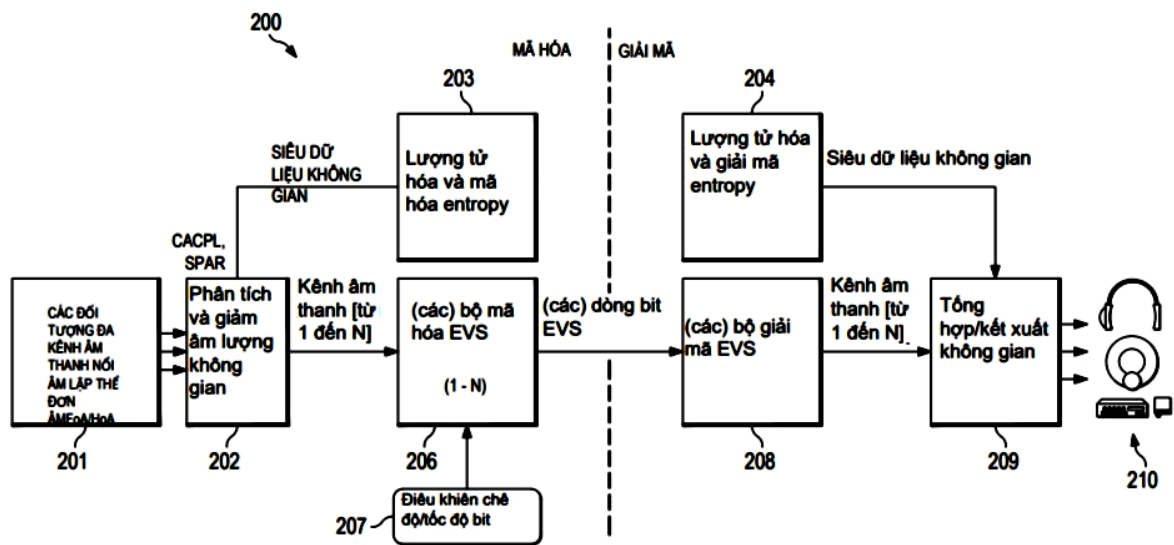 200
MÃ HÓA
GIẢI MÃ
203
204
SIÊU DỮ
LIỆU KHÔNG
GIAN
Lượng tử
hóa và mã
hóa entropy
Lượng tử hóa
và giải mã
entropy
Siêu dữ liệu không gian
CACPL,
SPAR
CÁC ĐỐI
TƯỢNG ĐA
KÊNH ÂM
THANH NỔI
ÂM LẬP THỂ
ĐƠN
ÂMFoA/HoA
Phân tích
và giảm
âm lượng
không
gian
Kênh âm
thanh [từ
1 đến N]
(các) bộ mã
hóa EVS
(1 - N)
(các) dòng bit
EVS
(các) bộ giải
mã EVS
Kênh âm
thanh [từ
1 đến N]
Tổng
hợp/kết xuất
không gian
201
202
206
208
209
210
207
Điều khiển chế
độ/tốc độ bit